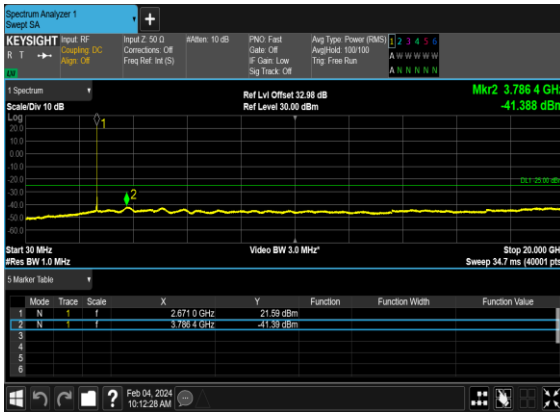 Spectrum Analyzer 1
Swept SA
+
KEYSIGHT Input: RF Input Z: 50 Ω #Atten: 10 dB PNO: Fast Avg Type: Power (RMS) 1 2 3 4 5 6
R T Coupling: DC Corrections: Off Gate: Off Avg|Hold: 100/100 A W W W W W
Align: Off Freq Ref: Int (S) IF Gain: Low Trig: Free Run
Sig Track: Off A N N N N N
1 Spectrum
Ref Lvl Offset 32.98 dB Mkr2 3.786 4 GHz
Scale/Div 10 dB Ref Level 30.00 dBm -41.388 dBm
Log
1
20.0
10.0
0.00
-10.0
-20.0
DL1 -25.00 dBm
-30.0
2
-40.0
-50.0
-60.0
Start 30 MHz Video BW 3.0 MHz* Stop 20.000 GHz
#Res BW 1.0 MHz Sweep 34.7 ms (40001 pts)
5 Marker Table
Mode Trace Scale X Y Function Function Width Function Value
1 N 1 f 2.671 0 GHz 21.59 dBm
2 N 1 f 3.786 4 GHz -41.39 dBm
3
4
5
6
? Feb 04, 2024
10:12:28 AM